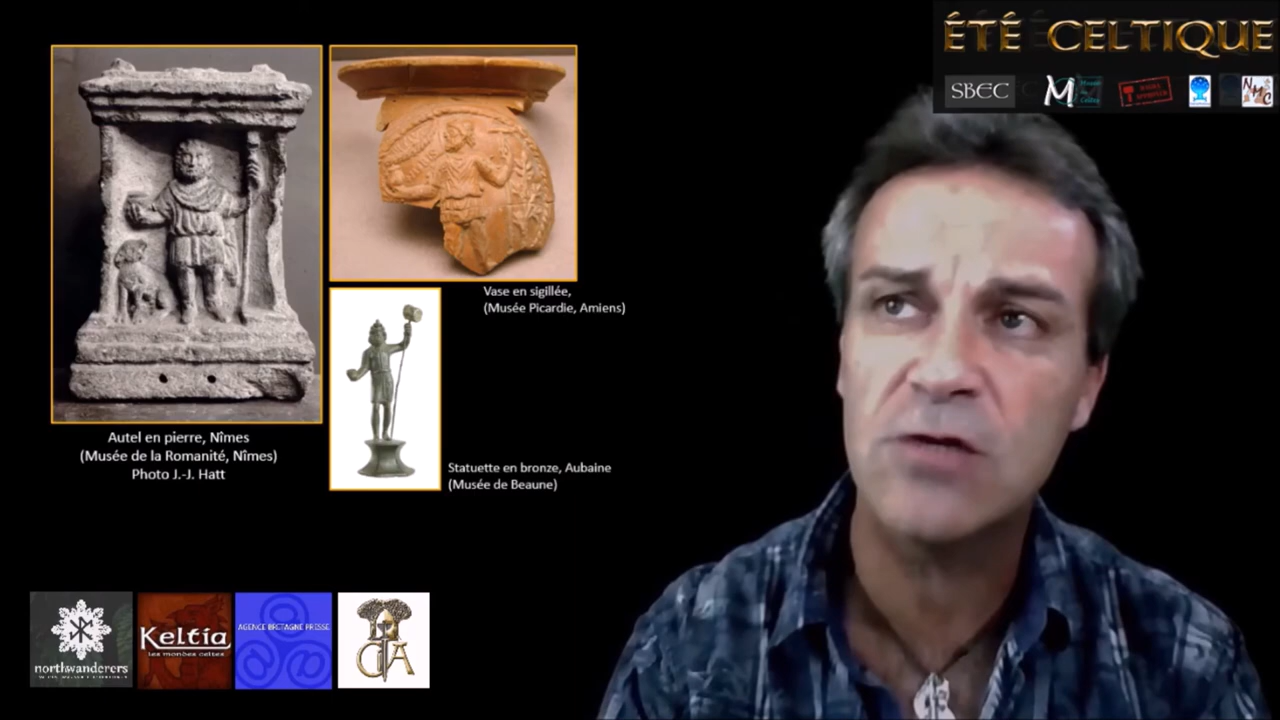 ÉTÉ CELTIQUE
SBEC
M
NMC
Vase en sigillée,
(Musée Picardie, Amiens)
Autel en pierre, Nîmes
(Musée de la Romanité, Nîmes)
Photo J.-J. Hatt
Statuette en bronze, Aubaine
(Musée de Beaune)
northwanderers
Keltia
les mondes celtes
AGENCE BRETAGNE PRESSE